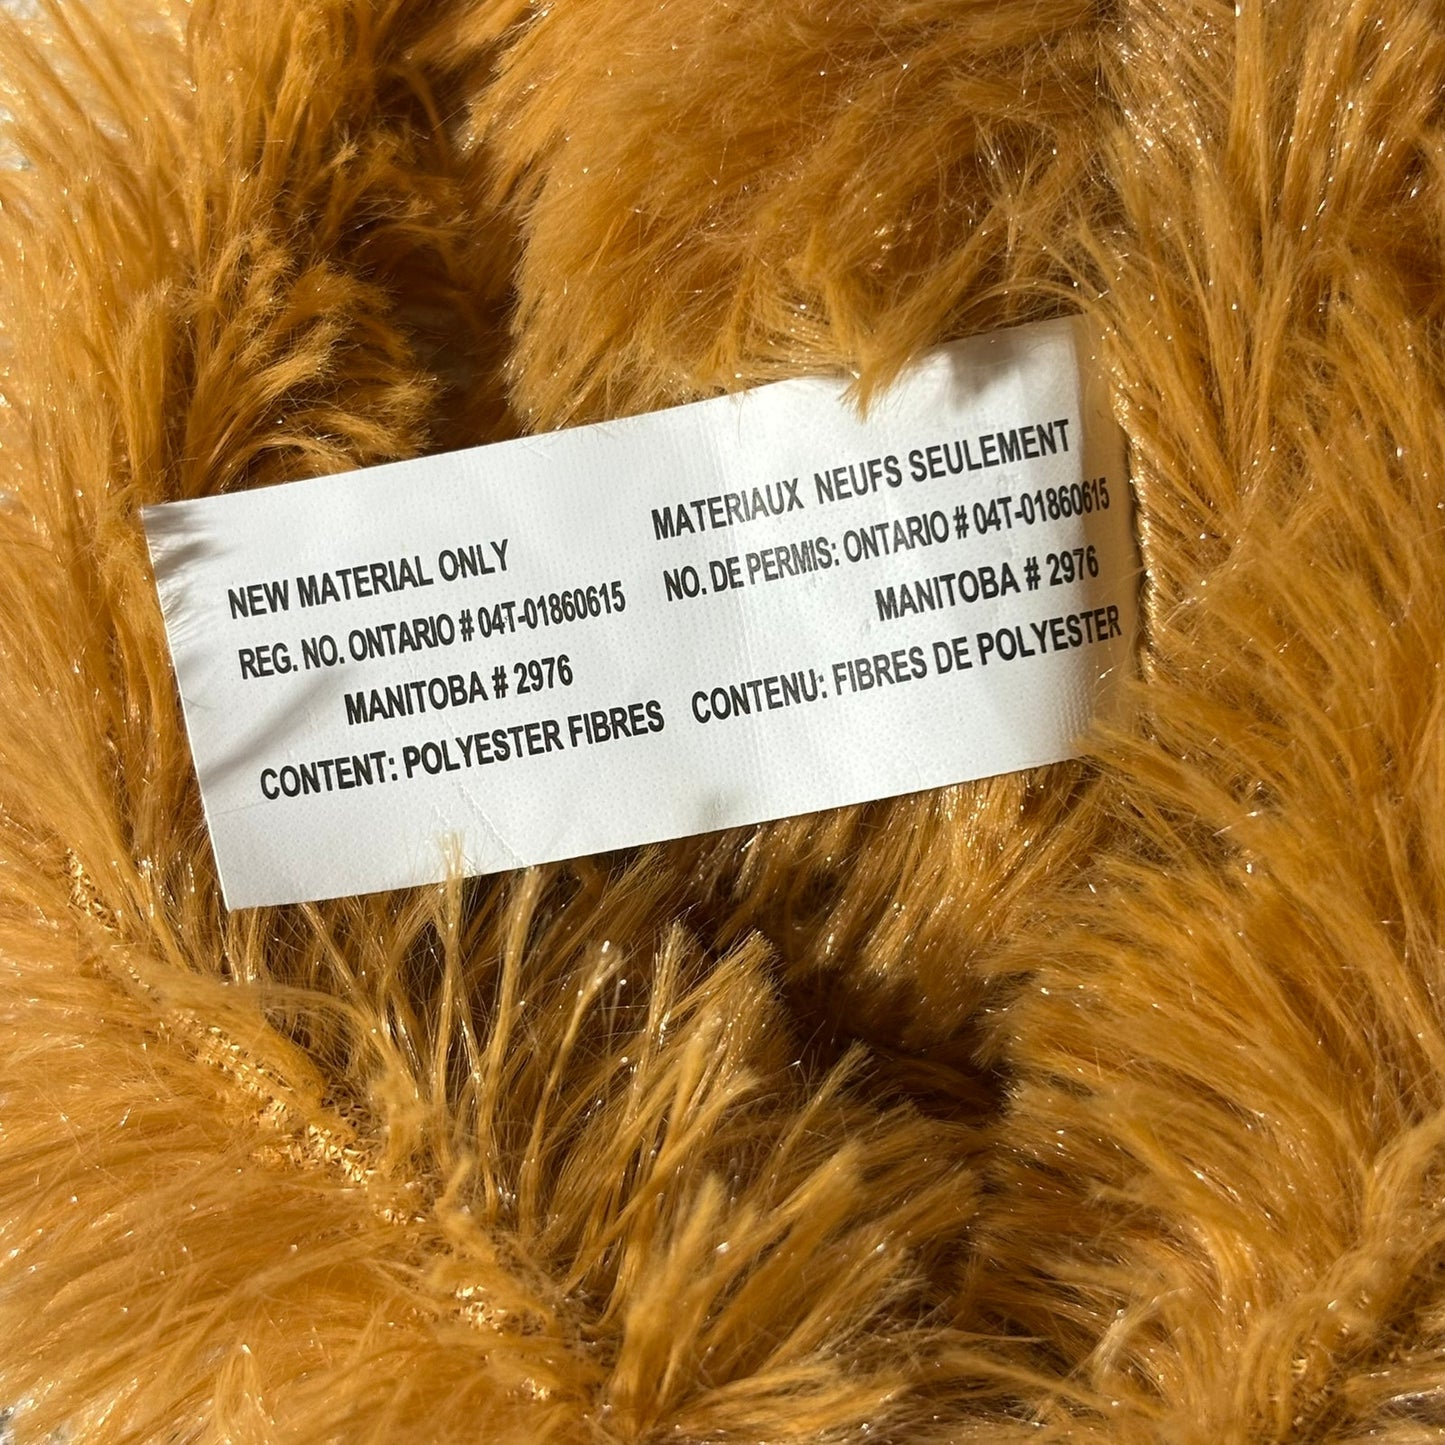 NEW MATERIAL ONLY
REG. NO. ONTARIO # 04T-01860615
MANITOBA # 2976
CONTENT: POLYESTER FIBRES
MATERIAUX NEUFS SEULEMENT
NO. DE PERMIS: ONTARIO # 04T-01860615
MANITOBA # 2976
CONTENU: FIBRES DE POLYESTER